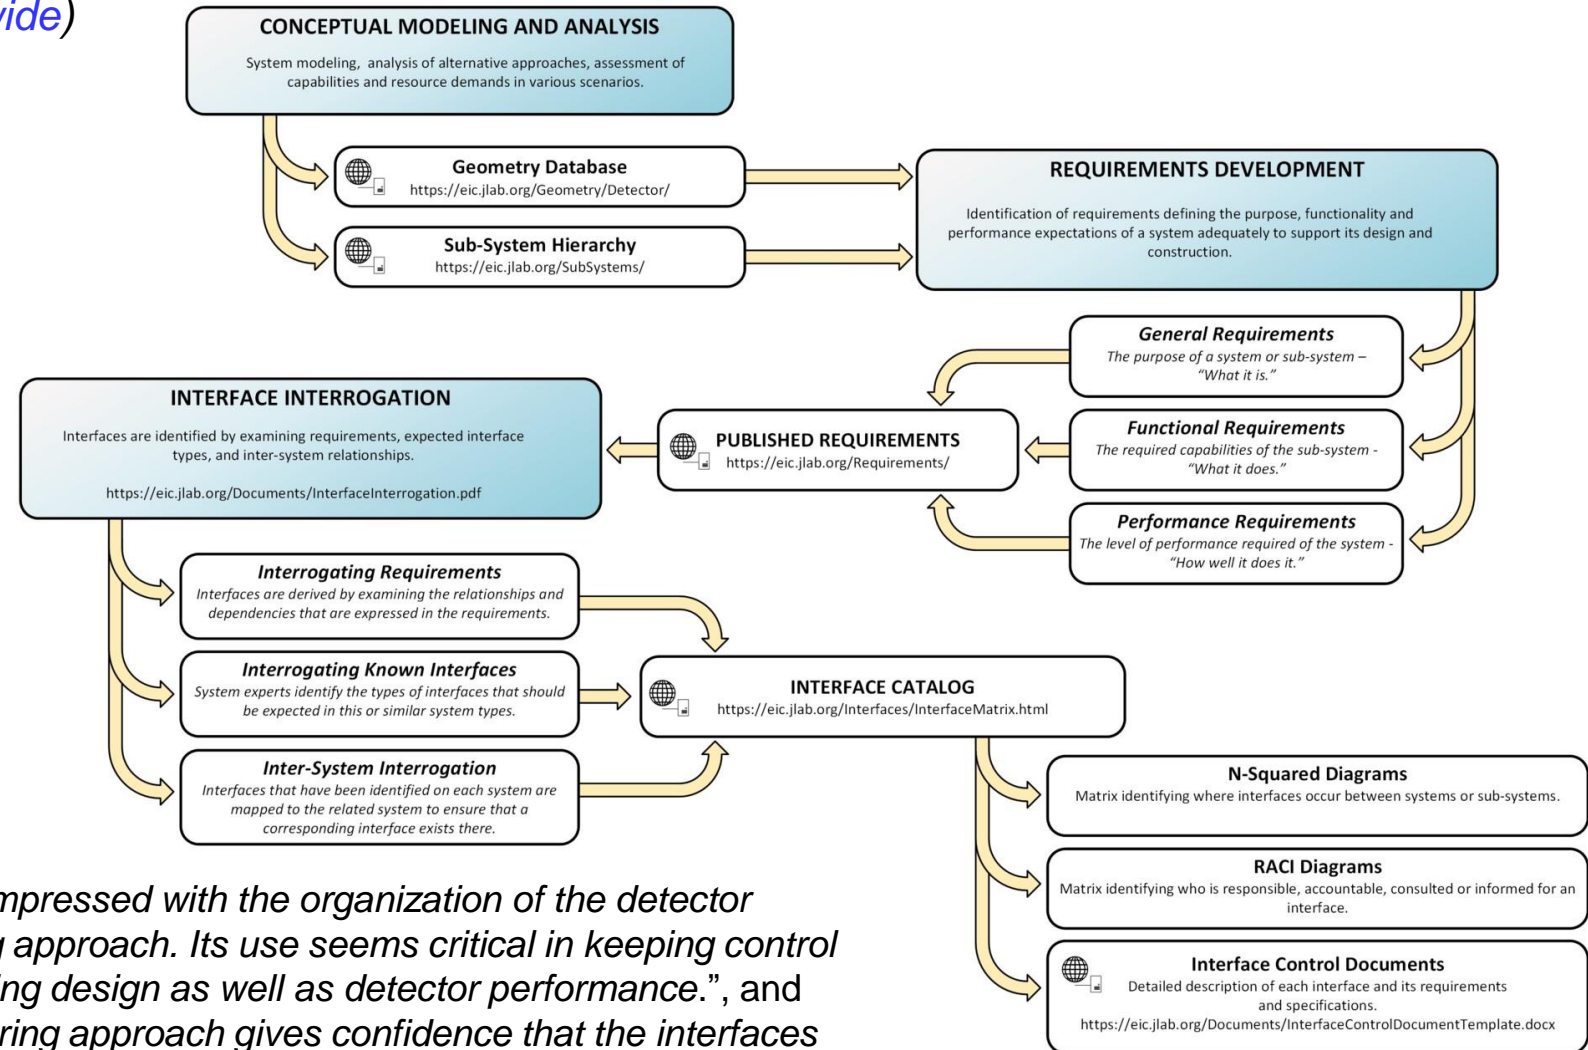 vide)
CONCEPTUAL MODELING AND ANALYSIS
System modeling, analysis of alternative approaches, assessment of
capabilities and resource demands in various scenarios.
Geometry Database
https://eic.jlab.org/Geometry/Detector/
Sub-System Hierarchy
https://eic.jlab.org/SubSystems/
REQUIREMENTS DEVELOPMENT
Identification of requirements defining the purpose, functionality and
performance expectations of a system adequately to support its design and
construction.
General Requirements
The purpose of a system or sub-system –
“What it is.”
Functional Requirements
The required capabilities of the sub-system -
“What it does.”
Performance Requirements
The level of performance required of the system -
“How well it does it.”
PUBLISHED REQUIREMENTS
https://eic.jlab.org/Requirements/
INTERFACE INTERROGATION
Interfaces are identified by examining requirements, expected interface
types, and inter-system relationships.
https://eic.jlab.org/Documents/InterfaceInterrogation.pdf
Interrogating Requirements
Interfaces are derived by examining the relationships and
dependencies that are expressed in the requirements.
Interrogating Known Interfaces
System experts identify the types of interfaces that should
be expected in this or similar system types.
Inter-System Interrogation
Interfaces that have been identified on each system are
mapped to the related system to ensure that a
corresponding interface exists there.
INTERFACE CATALOG
https://eic.jlab.org/Interfaces/InterfaceMatrix.html
N-Squared Diagrams
Matrix identifying where interfaces occur between systems or sub-systems.
RACI Diagrams
Matrix identifying who is responsible, accountable, consulted or informed for an
interface.
Interface Control Documents
Detailed description of each interface and its requirements
and specifications.
https://eic.jlab.org/Documents/InterfaceControlDocumentTemplate.docx
mpressed with the organization of the detector
g approach. Its use seems critical in keeping control
ing design as well as detector performance.”, and
ring approach gives confidence that the interfaces